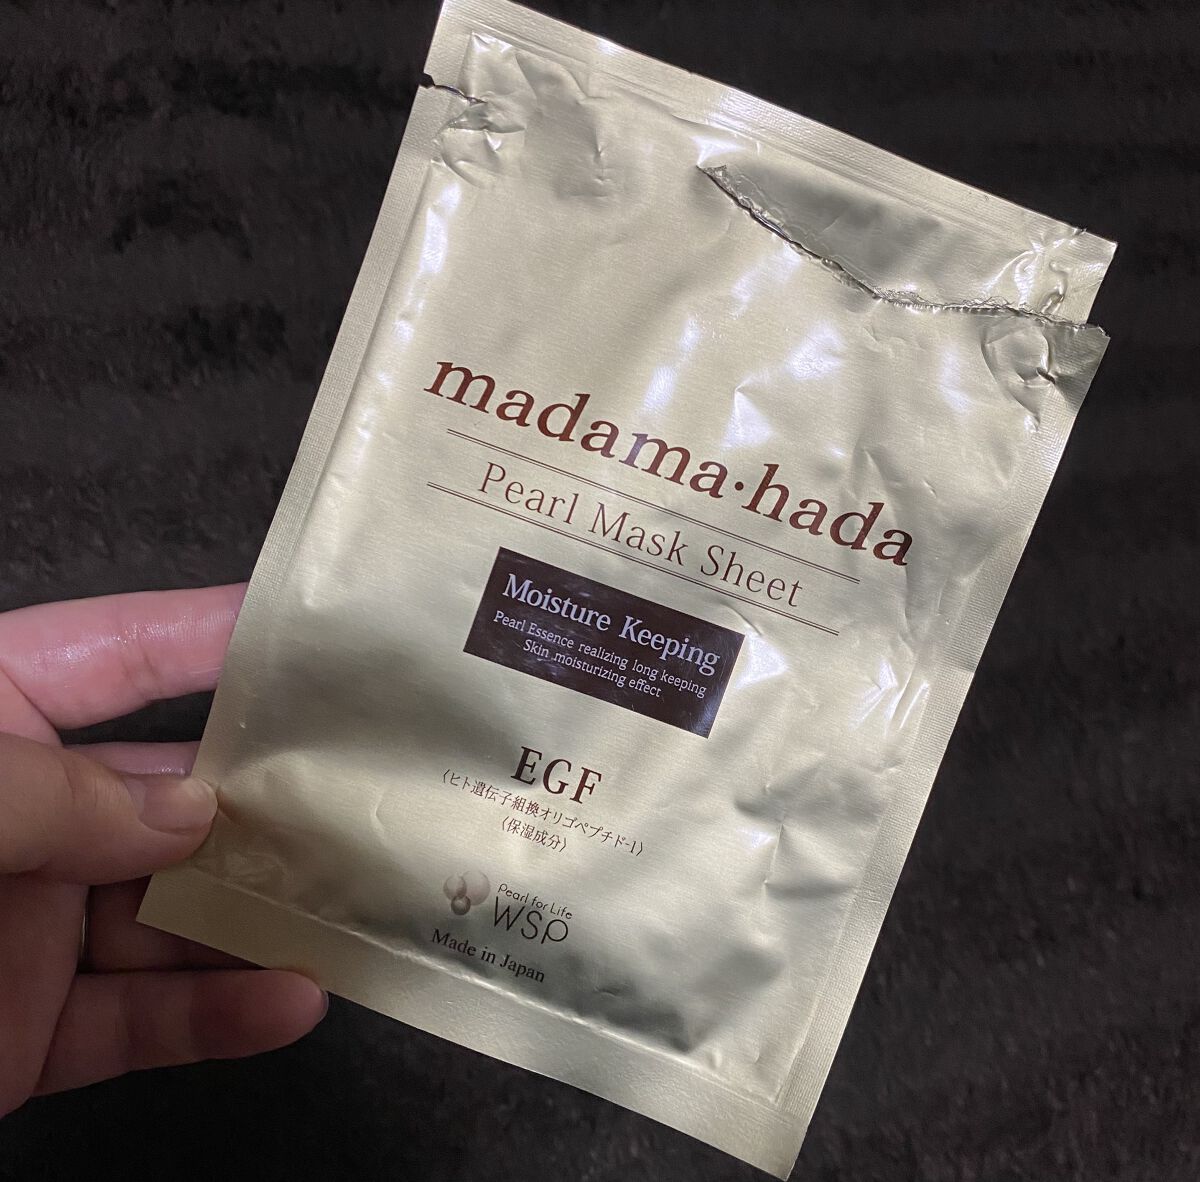 madama・hada
Pearl Mask Sheet
Moisture Keeping
Pearl Essence realizing long keeping
Skin moisturizing effect
EGF
〈ヒト遺伝子組換オリゴペプチド-1〉
〈保湿成分〉
Pearl for Life
WSP
Made in Japan